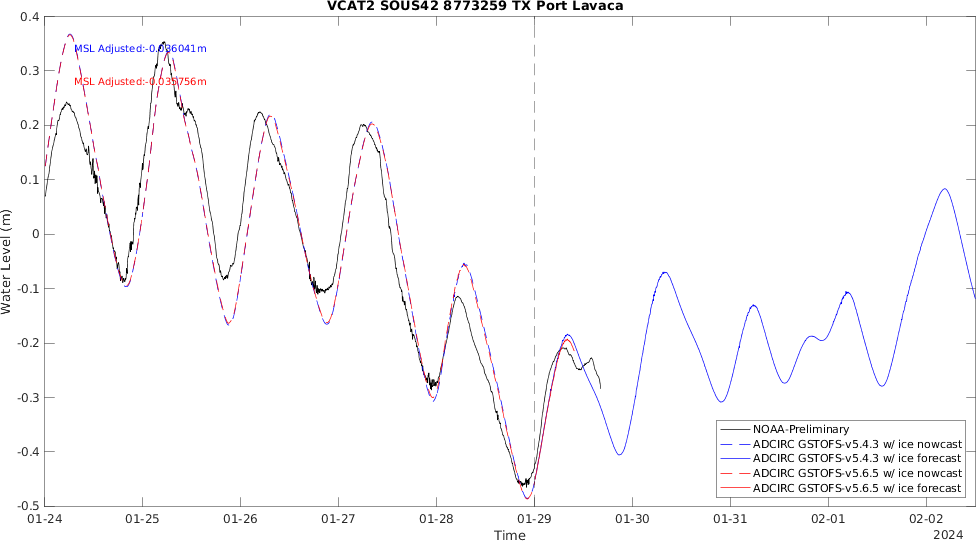 VCAT2 SOUS42 8773259 TX Port Lavaca
MSL Adjusted:-0.036041m
MSL Adjusted:-0.035756m
0.4
0.3
0.2
0.1
0
-0.1
-0.2
-0.3
-0.4
-0.5
Water Level (m)
NOAA-Preliminary
ADCIRC GSTOFS-v5.4.3 w/ ice nowcast
ADCIRC GSTOFS-v5.4.3 w/ ice forecast
ADCIRC GSTOFS-v5.6.5 w/ ice nowcast
ADCIRC GSTOFS-v5.6.5 w/ ice forecast
01-24 01-25 01-26 01-27 01-28 01-29 01-30 01-31 02-01 02-02
Time
2024